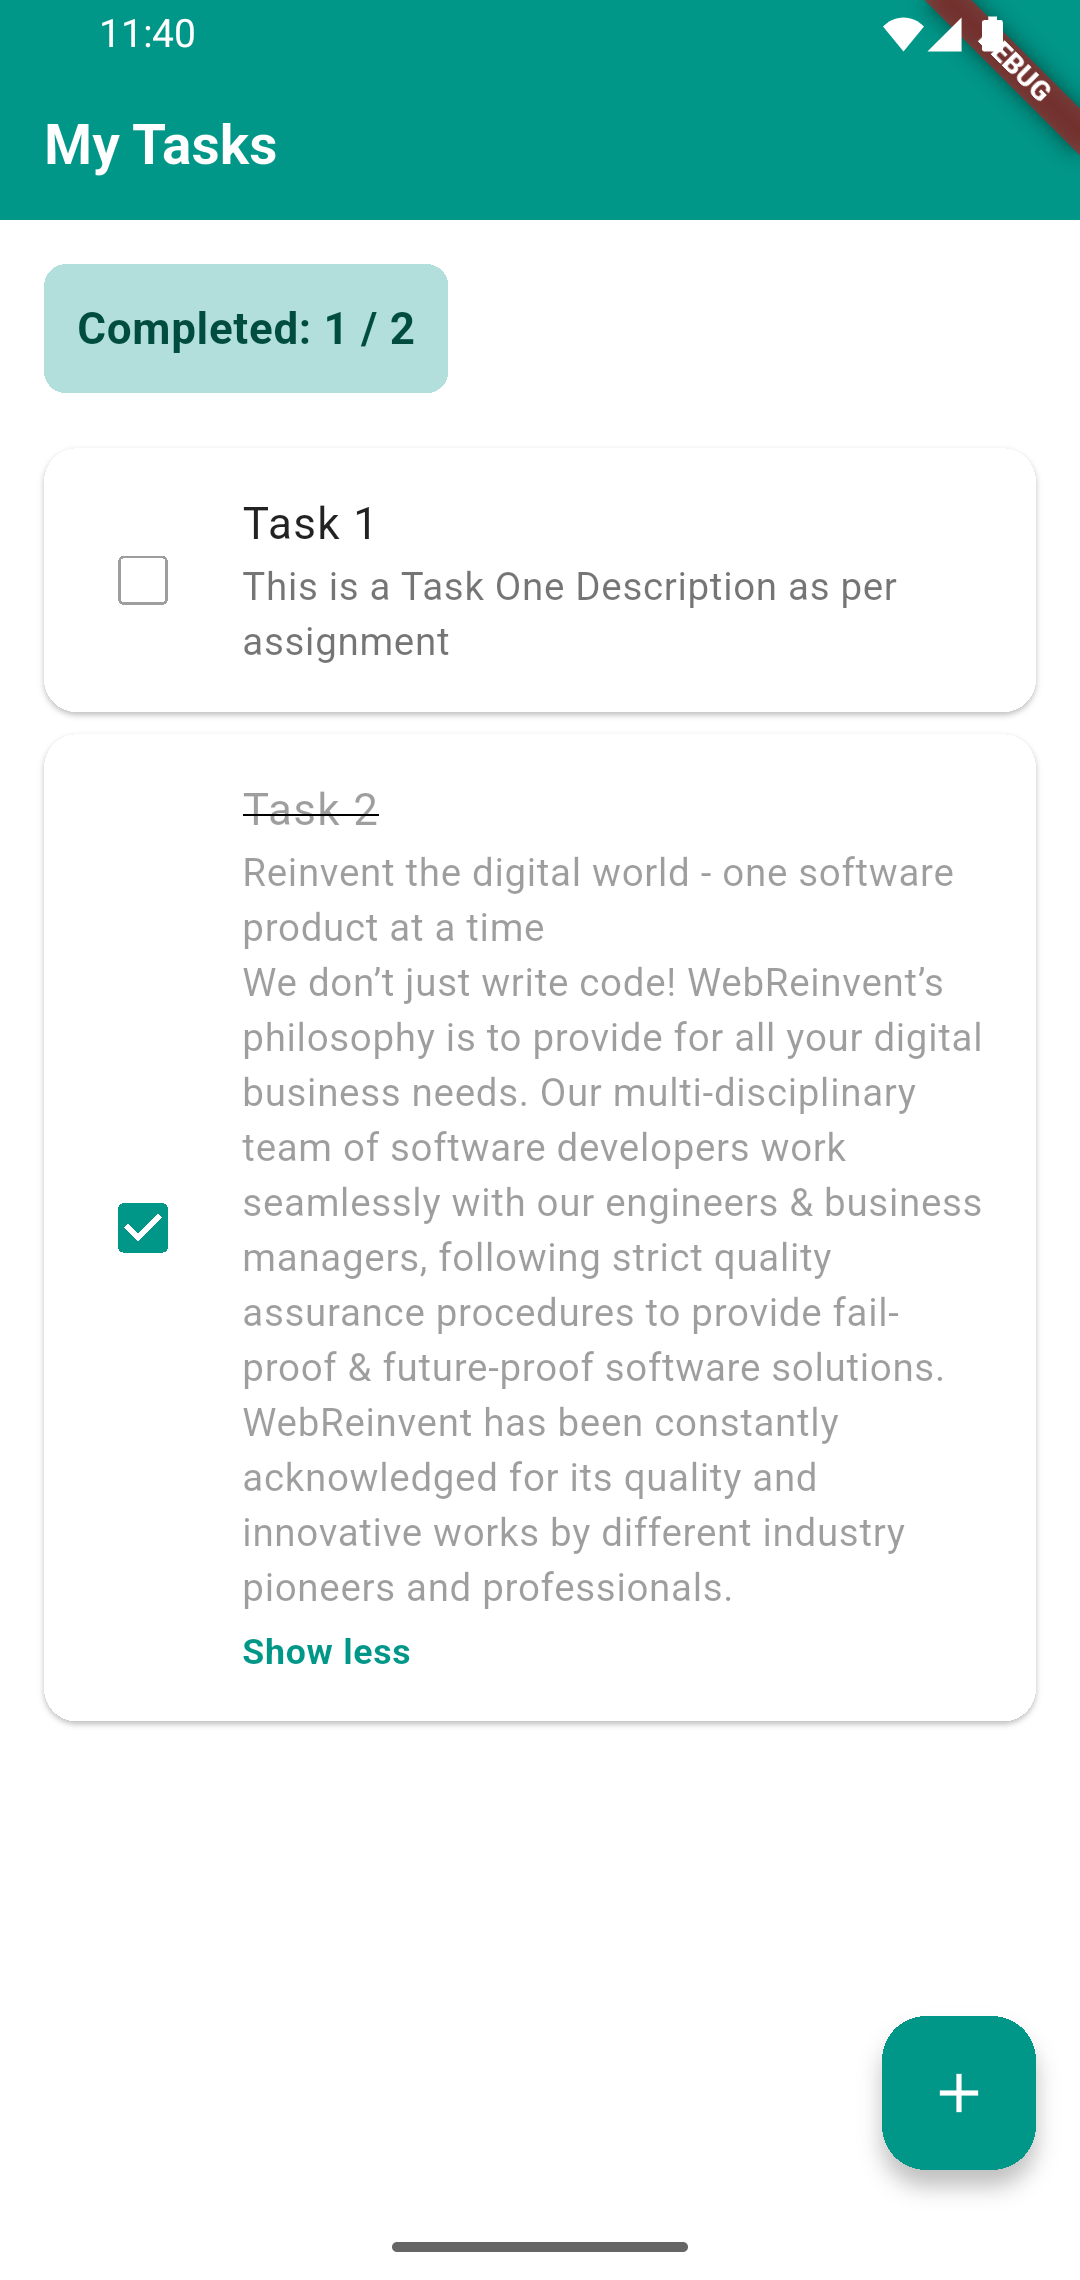 11:40
My Tasks
Completed: 1 / 2
Task 1
This is a Task One Description as per
assignment
Task 2
Reinvent the digital world - one software
product at a time
We don’t just write code! WebReinvent’s
philosophy is to provide for all your digital
business needs. Our multi-disciplinary
team of software developers work
seamlessly with our engineers & business
managers, following strict quality
assurance procedures to provide fail-
proof & future-proof software solutions.
WebReinvent has been constantly
acknowledged for its quality and
innovative works by different industry
pioneers and professionals.
Show less